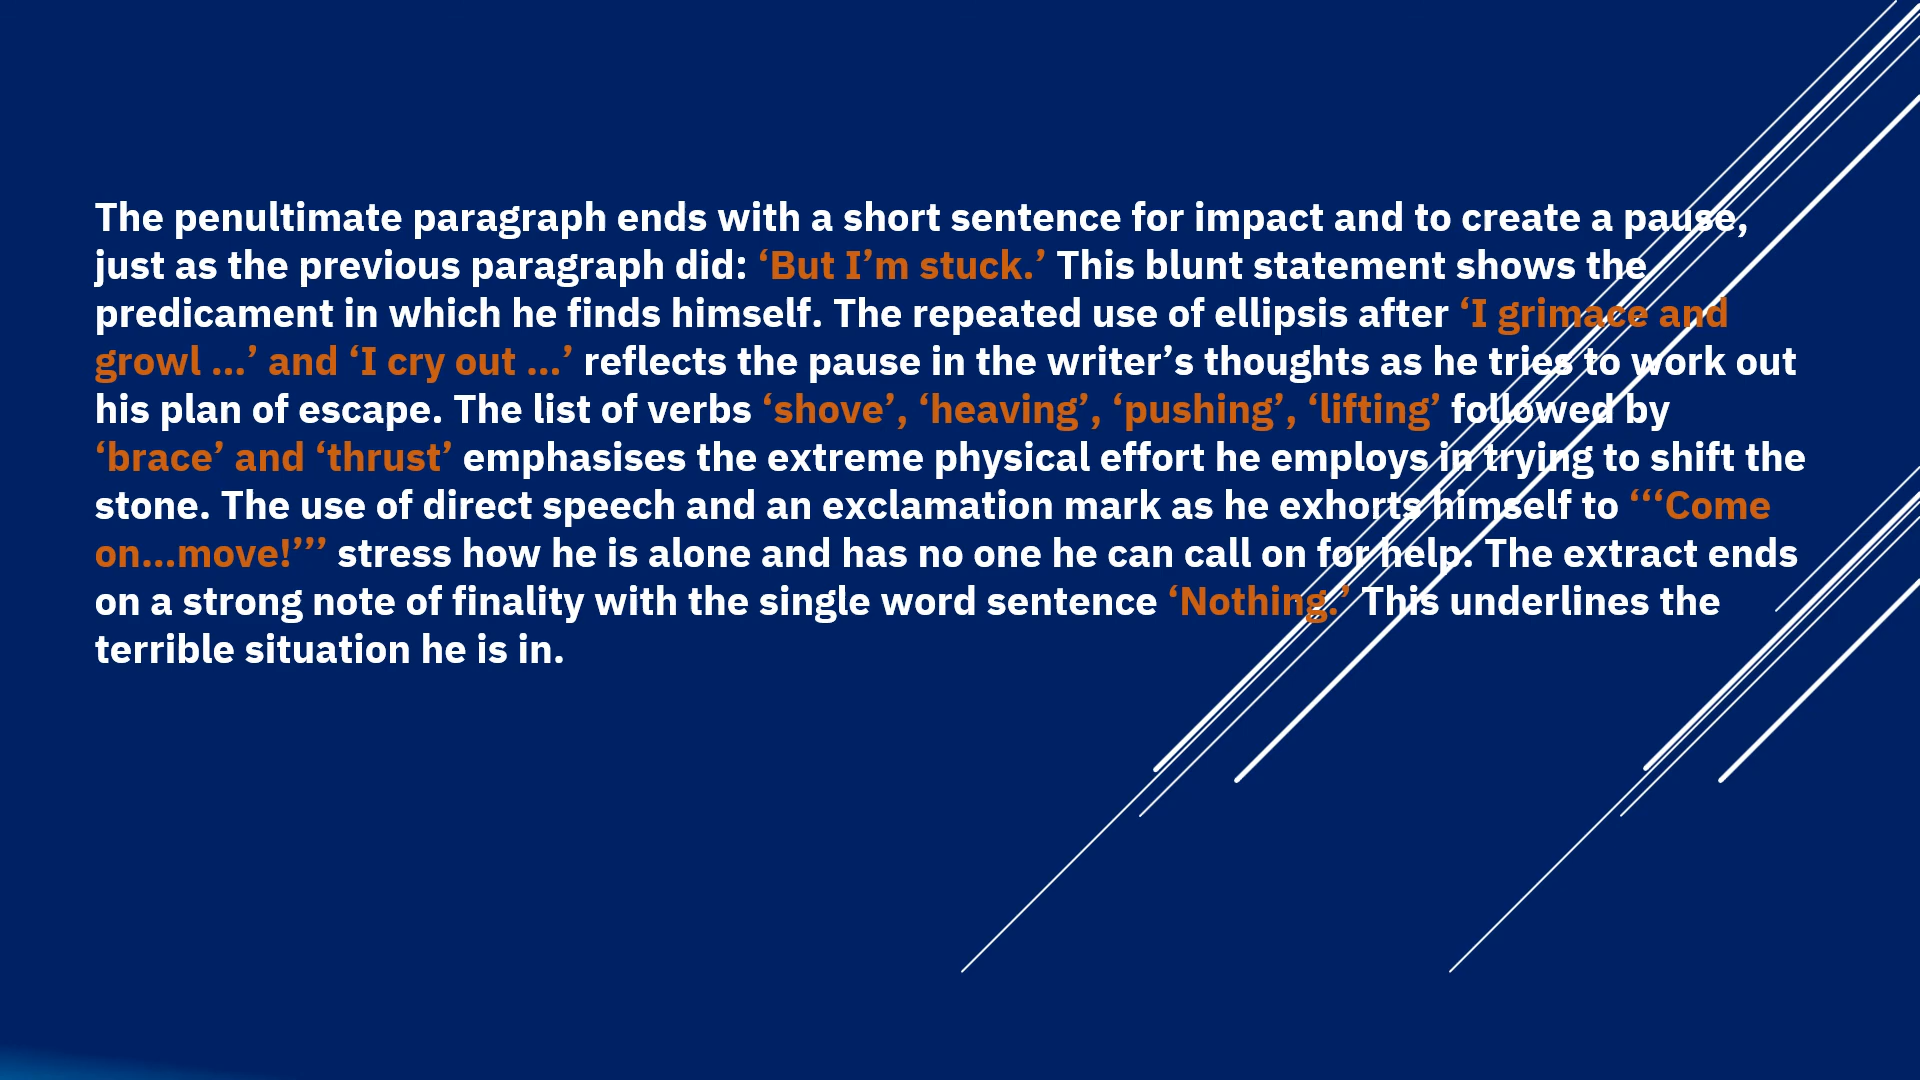 The penultimate paragraph ends with a short sentence for impact and to create a pause,
just as the previous paragraph did: ‘But I’m stuck.’ This blunt statement shows the
predicament in which he finds himself. The repeated use of ellipsis after ‘I grimace and
growl ...’ and ‘I cry out ...’ reflects the pause in the writer’s thoughts as he tries to work out
his plan of escape. The list of verbs ‘shove’, ‘heaving’, ‘pushing’, ‘lifting’ followed by
‘brace’ and ‘thrust’ emphasises the extreme physical effort he employs in trying to shift the
stone. The use of direct speech and an exclamation mark as he exhorts himself to ‘‘‘Come
on...move!’’’ stress how he is alone and has no one he can call on for help. The extract ends
on a strong note of finality with the single word sentence ‘Nothing.’ This underlines the
terrible situation he is in.